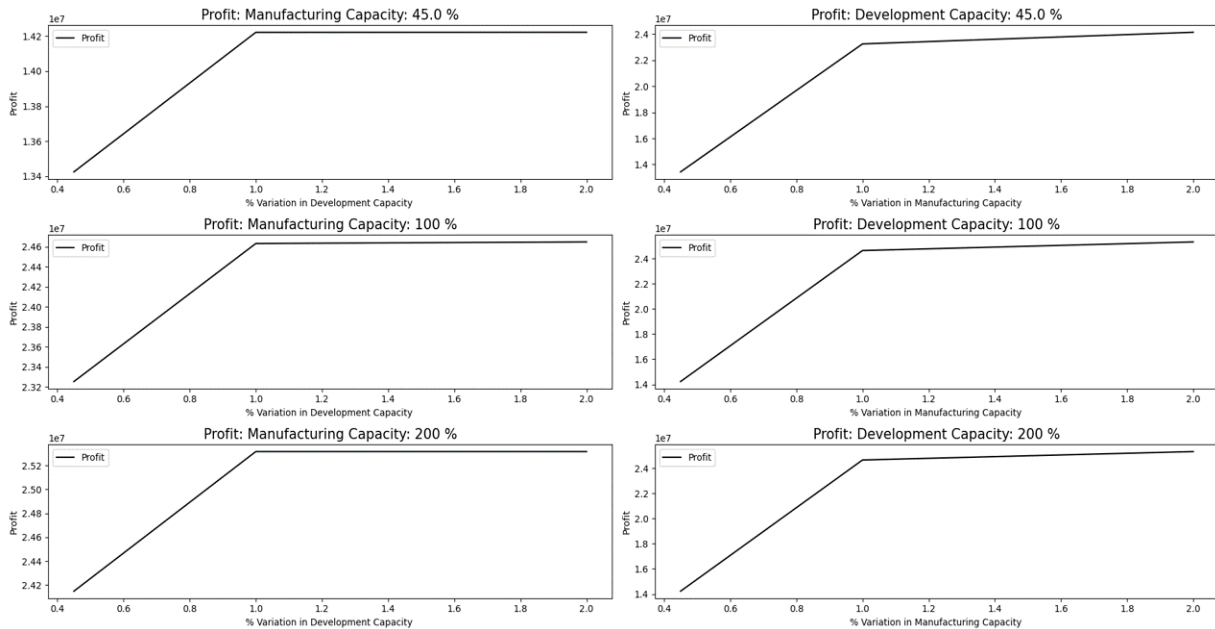 Profit: Manufacturing Capacity: 45.0 %
1e7
Profit
1.42
1.40
1.38
1.36
1.34
Profit
0.4 0.6 0.8 1.0 1.2 1.4 1.6 1.8 2.0
% Variation in Development Capacity
Profit: Development Capacity: 45.0 %
1e7
Profit
2.4
2.2
2.0
1.8
1.6
1.4
Profit
0.4 0.6 0.8 1.0 1.2 1.4 1.6 1.8 2.0
% Variation in Manufacturing Capacity
Profit: Manufacturing Capacity: 100 %
1e7
Profit
2.46
2.44
2.42
2.40
2.38
2.36
2.34
2.32
Profit
0.4 0.6 0.8 1.0 1.2 1.4 1.6 1.8 2.0
% Variation in Development Capacity
Profit: Development Capacity: 100 %
1e7
Profit
2.4
2.2
2.0
1.8
1.6
1.4
Profit
0.4 0.6 0.8 1.0 1.2 1.4 1.6 1.8 2.0
% Variation in Manufacturing Capacity
Profit: Manufacturing Capacity: 200 %
1e7
Profit
2.52
2.50
2.48
2.46
2.44
2.42
Profit
0.4 0.6 0.8 1.0 1.2 1.4 1.6 1.8 2.0
% Variation in Development Capacity
Profit: Development Capacity: 200 %
1e7
Profit
2.4
2.2
2.0
1.8
1.6
1.4
Profit
0.4 0.6 0.8 1.0 1.2 1.4 1.6 1.8 2.0
% Variation in Manufacturing Capacity